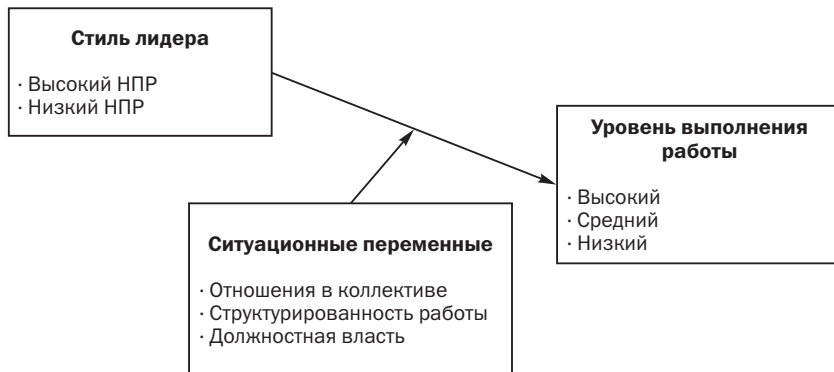 Стиль лидера
· Высокий НПР
· Низкий НПР
Уровень выполнения
работы
· Высокий
· Средний
· Низкий
Ситуационные переменные
· Отношения в коллективе
· Структурированность работы
· Должностная власть